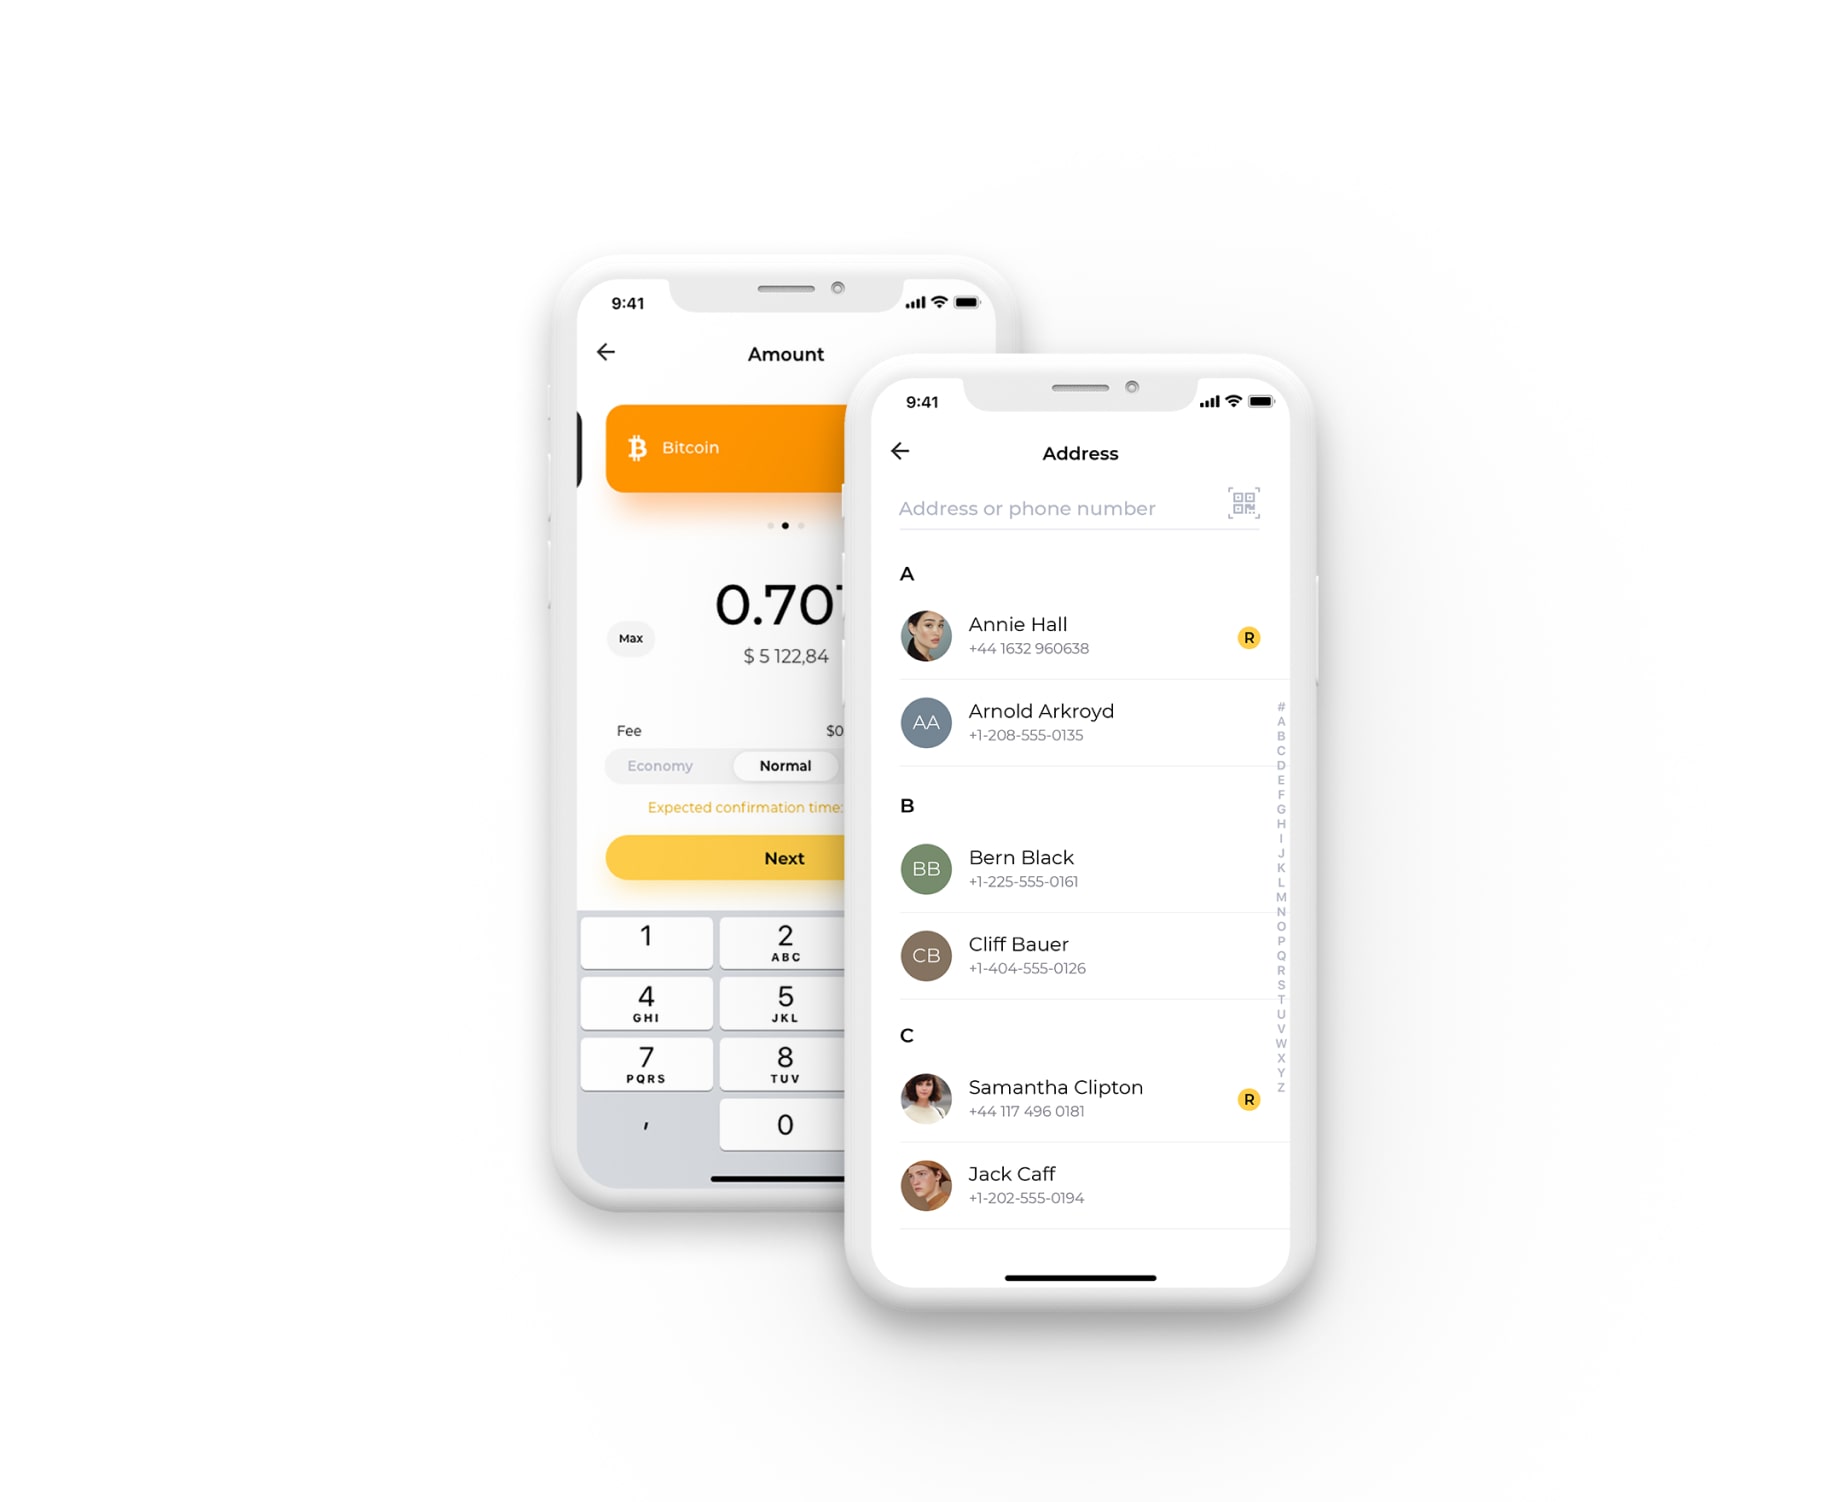 9:41
Amount
Bitcoin
0.70
Max
$ 5 122,84
Fee
$0
Economy
Normal
Expected confirmation time:
Next
1
2
ABC
4
GHI
5
JKL
7
PQRS
8
TUV
,
0
9:41
Address
Address or phone number
A
Annie Hall
+44 1632 960638
R
AA
Arnold Arkroyd
+1-208-555-0135
B
BB
Bern Black
+1-225-555-0161
CB
Cliff Bauer
+1-404-555-0126
C
Samantha Clipton
+44 117 496 0181
R
Jack Caff
+1-202-555-0194
#
A
B
C
D
E
F
G
H
I
J
K
L
M
N
O
P
Q
R
S
T
U
V
W
X
Y
Z